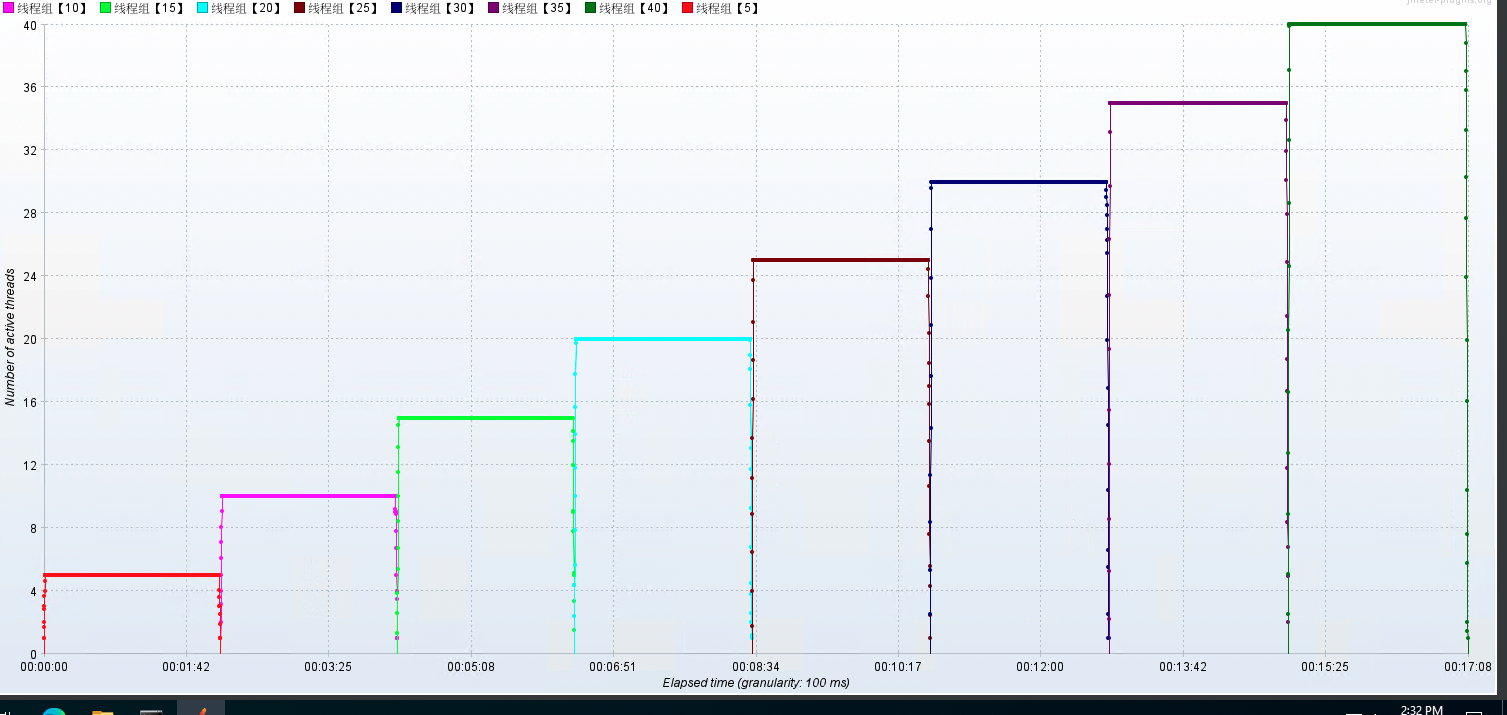 线程组【10】 线程组【15】 线程组【20】 线程组【25】 线程组【30】 线程组【35】 线程组【40】 线程组【5】
jmeter-plugins.org
40
36
32
28
24
20
16
12
8
4
0
Number of active threads
00:00:00 00:01:42 00:03:25 00:05:08 00:06:51 00:08:34 00:10:17 00:12:00 00:13:42 00:15:25 00:17:08
Elapsed time (granularity: 100 ms)
2:32 PM